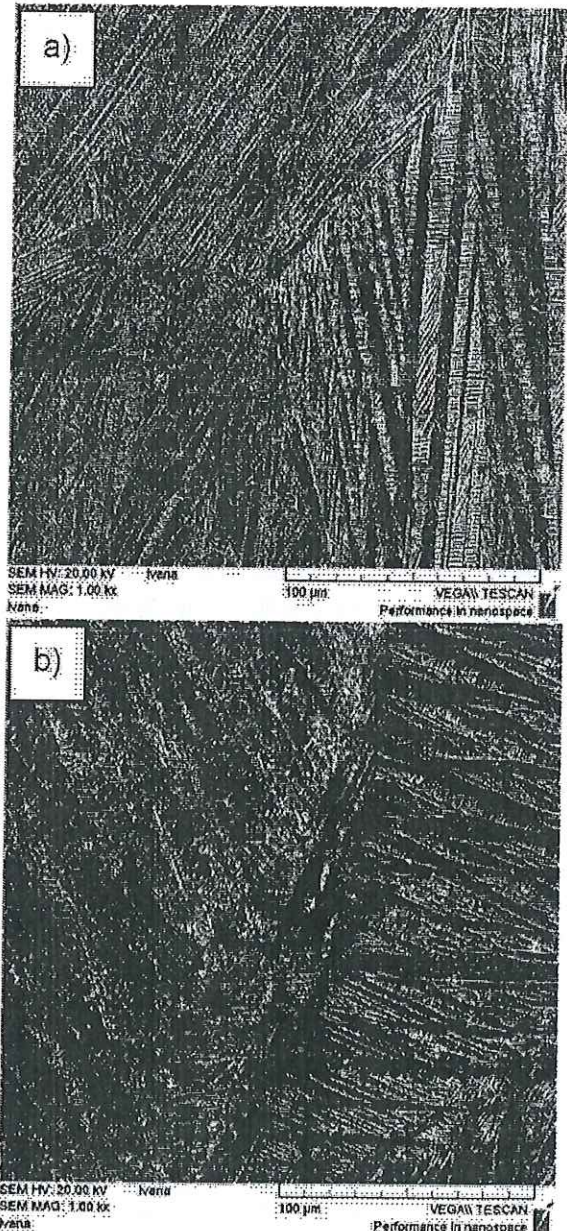 a)
SEM HV: 20.00 kV Ivana
SEM MAG: 1.00 kx 100 µm VEGA\\ TESCAN
Ivana Performance in nanospace
b)
SEM HV: 20.00 kV Ivana
SEM MAG: 1.00 kx 100 µm VEGA\\ TESCAN
Ivana Performance in nanospace